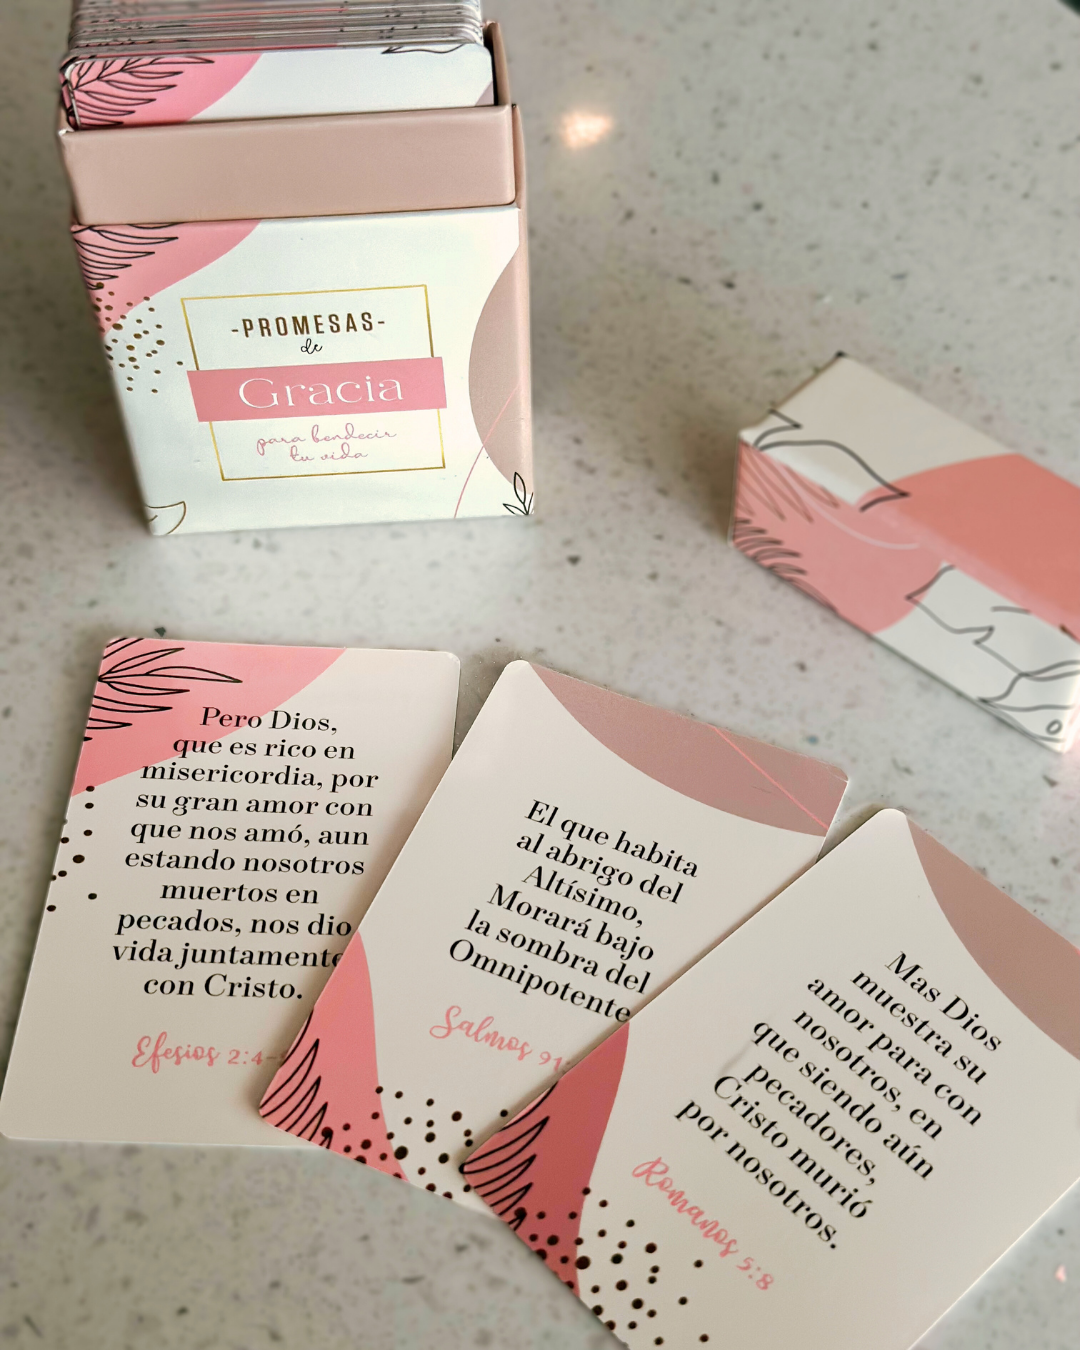 -PROMESAS-
de
Gracia
para bendecir
tu vida
Pero Dios,
que es rico en
misericordia, por
su gran amor con
que nos amó, aun
estando nosotros
muertos en
pecados, nos dio
vida juntamente
con Cristo.
Efesios 2:4-
El que habita
al abrigo del
Altísimo,
Morará bajo
la sombra del
Omnipotente
Salmos 91:
Mas Dios
muestra su
amor para con
nosotros, en
que siendo aún
pecadores,
Cristo murió
por nosotros.
Romanos 5:8